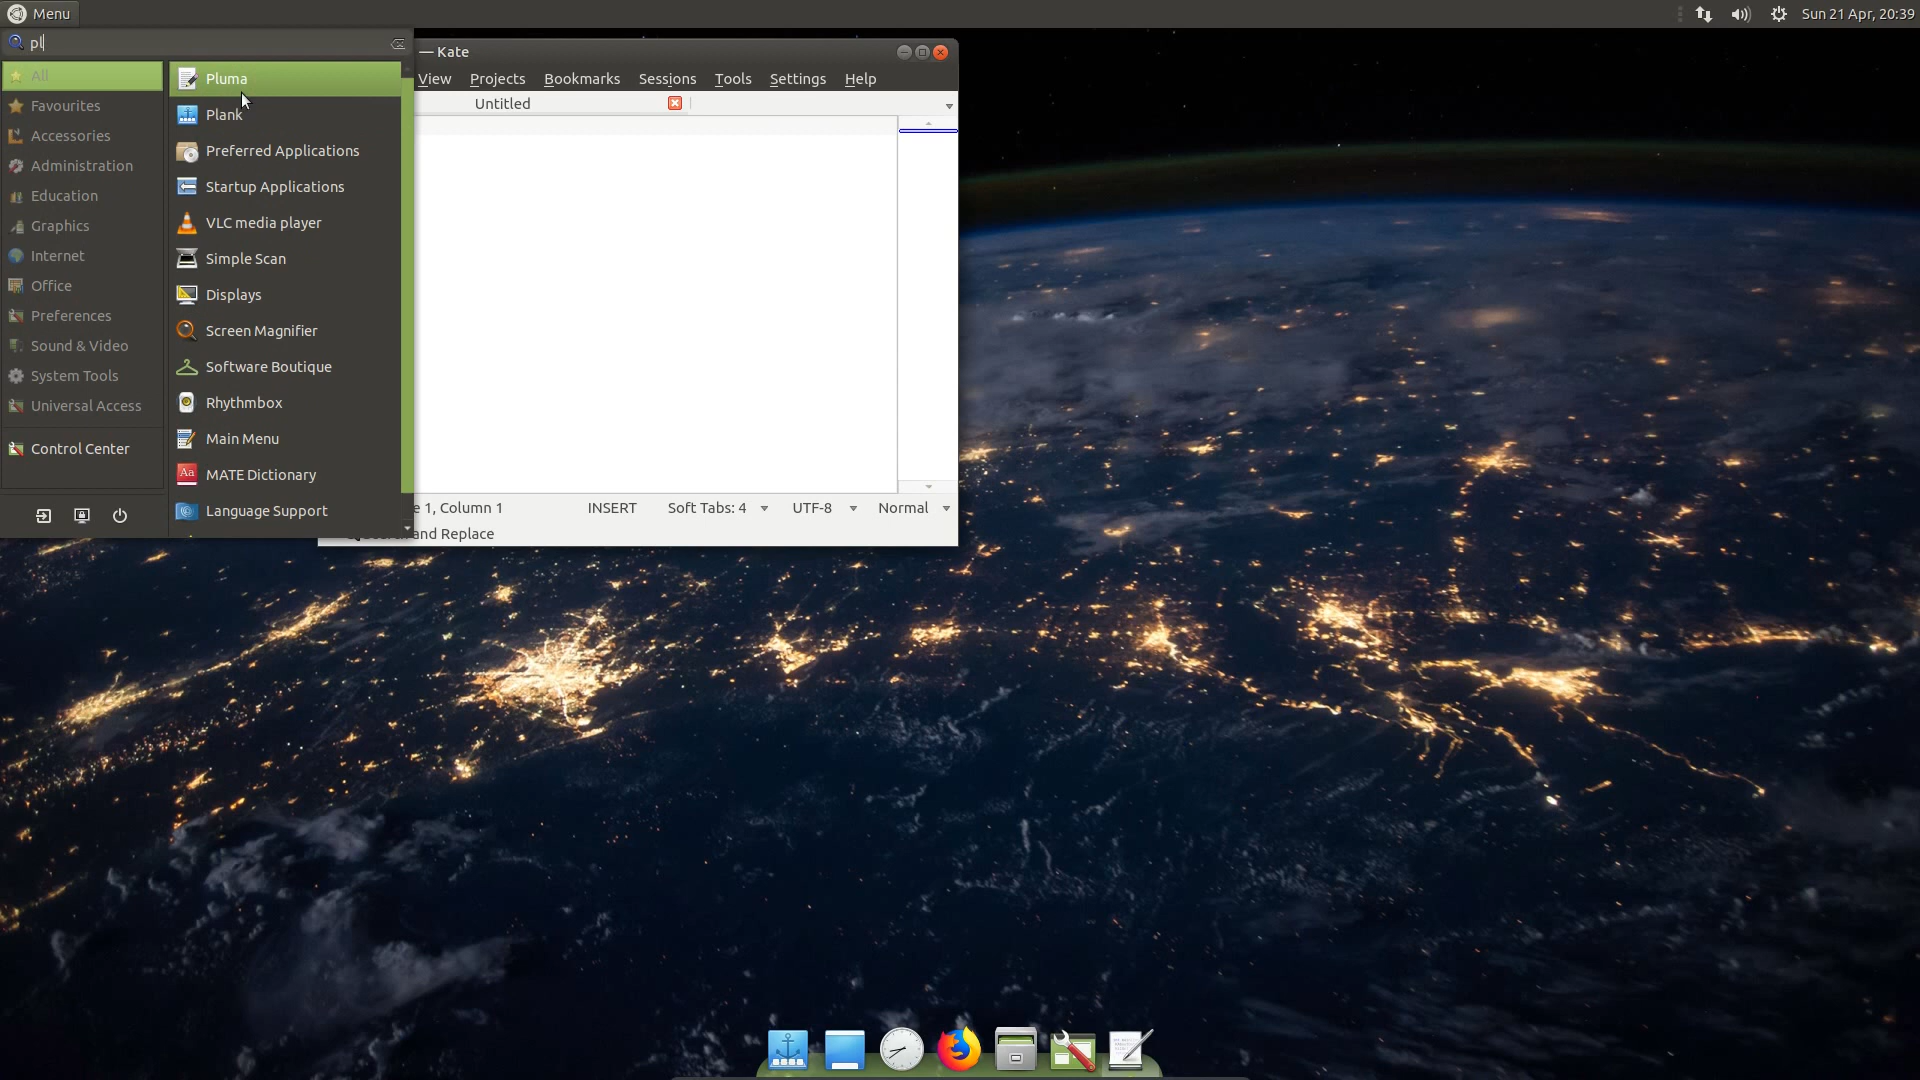 Menu
Sun 21 Apr, 20:39
pl
All
Favourites
Accessories
Administration
Education
Graphics
Internet
Office
Preferences
Sound & Video
System Tools
Universal Access
Control Center
Pluma
Plank
Preferred Applications
Startup Applications
VLC media player
Simple Scan
Displays
Screen Magnifier
Software Boutique
Rhythmbox
Main Menu
Aa MATE Dictionary
Language Support
— Kate
View Projects Bookmarks Sessions Tools Settings Help
Untitled
e 1, Column 1 INSERT Soft Tabs: 4 UTF-8 Normal
and Replace